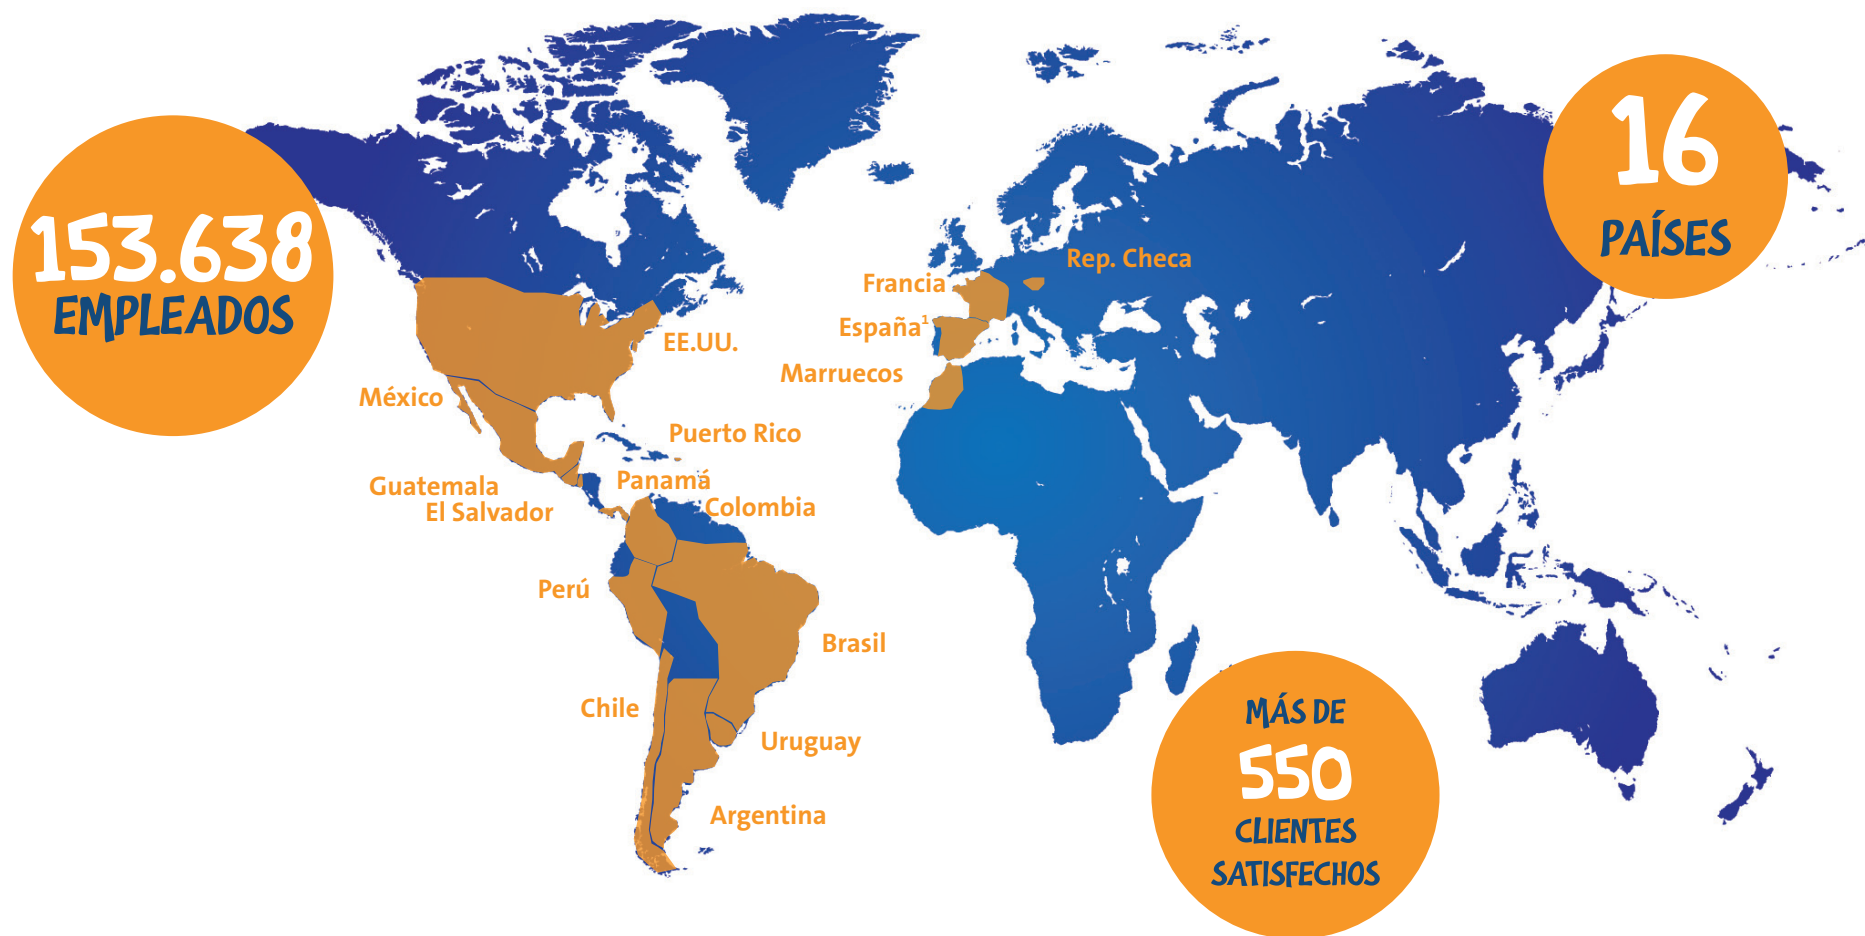 153.638
EMPLEADOS
16
PAÍSES
Rep. Checa
Francia
España¹
Marruecos
EE.UU.
México
Puerto Rico
Panamá
Guatemala
El Salvador
Colombia
Perú
Brasil
Chile
Uruguay
Argentina
MÁS DE
550
CLIENTES
SATISFECHOS